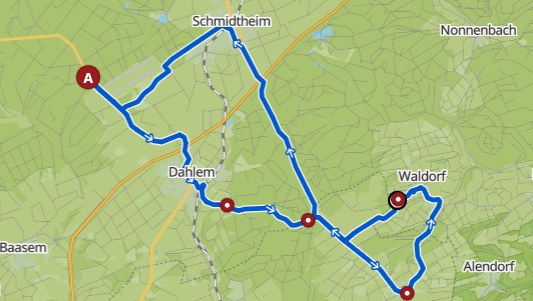 Schmidtheim
Nonnenbach
A
Dahlem
Waldorf
Baasem
Alendorf